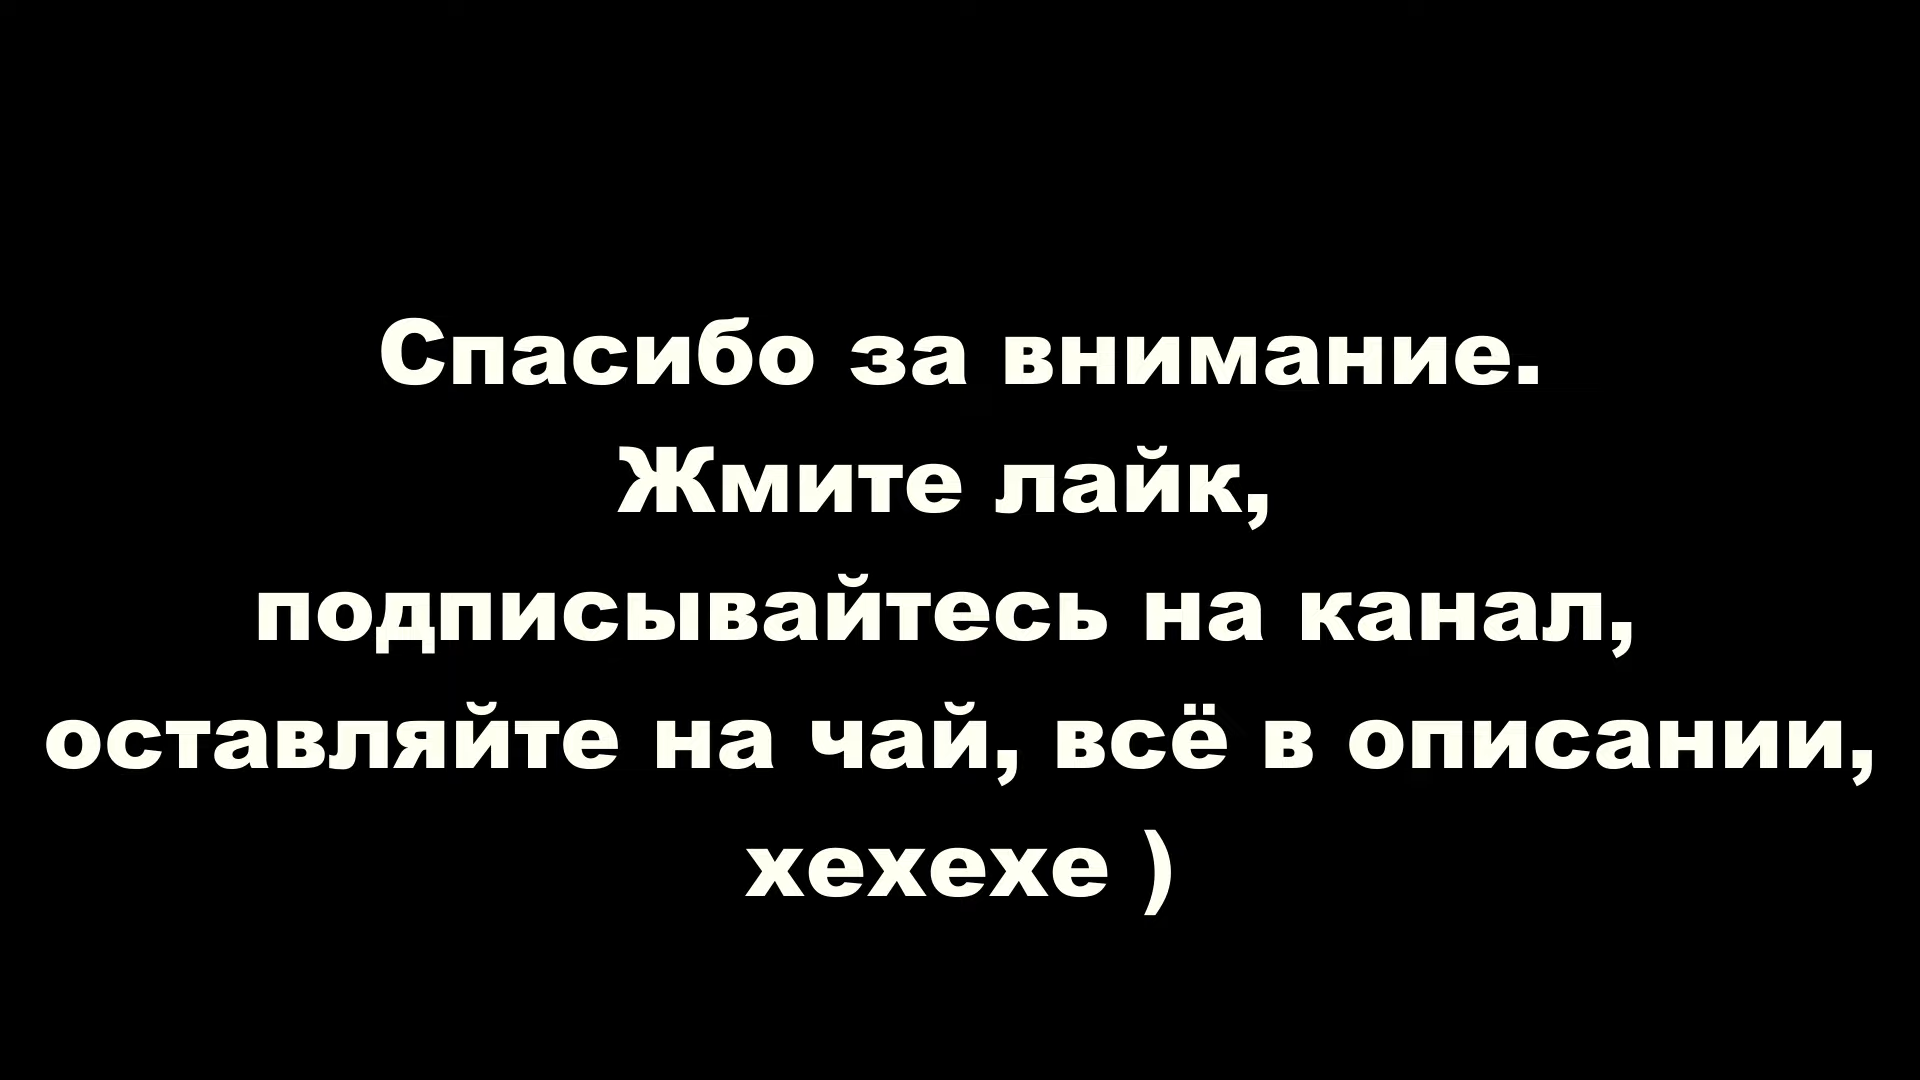 Спасибо за внимание.
Жмите лайк,
подписывайтесь на канал,
оставляйте на чай, всё в описании,
хехехе )